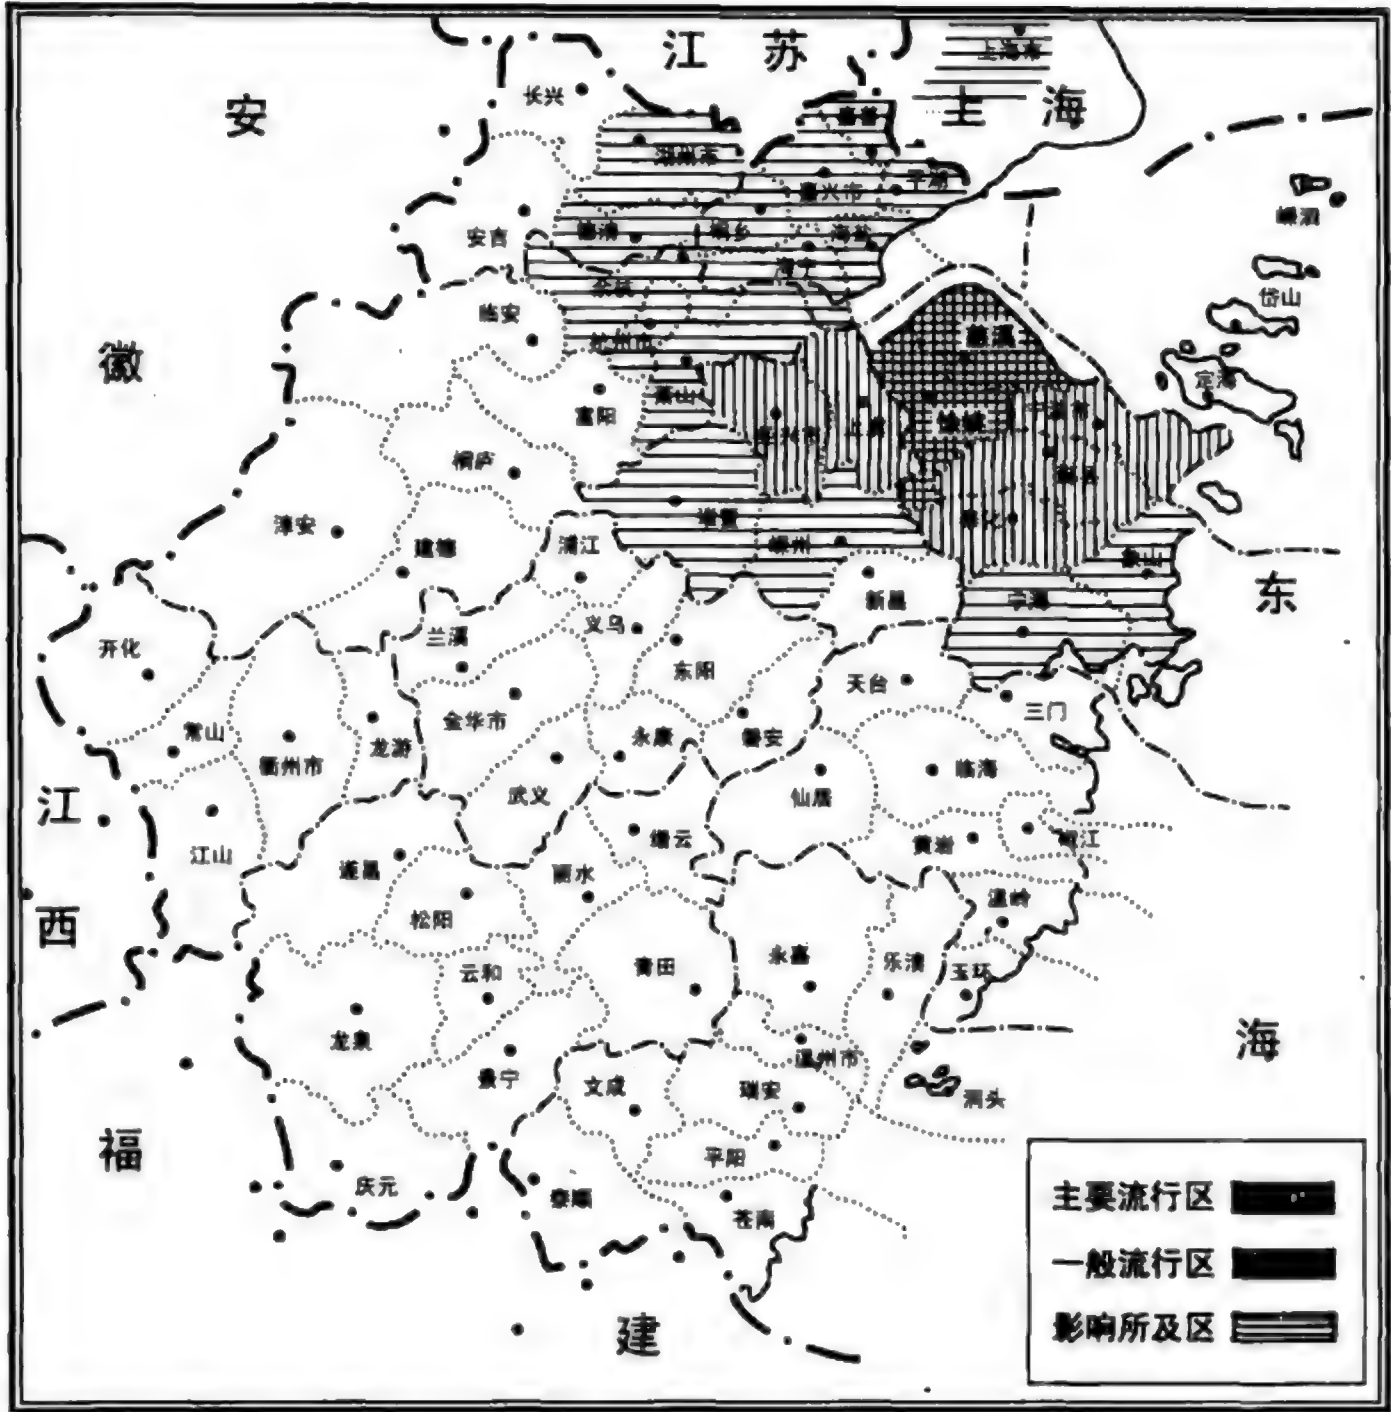 江 苏
安
徽
江
西
福
建
上 海
东
海
上海市
长兴
湖州市
嘉善
平湖
嘉兴市
嵊泗
安吉
德清
桐乡
海盐
海宁
余杭
岱山
临安
杭州市
慈溪
定海
富阳
萧山
绍兴市
上虞
余姚
宁波市
桐庐
鄞县
淳安
建德
浦江
诸暨
嵊州
奉化
象山
新昌
宁海
开化
兰溪
义乌
东阳
天台
三门
常山
衢州市
龙游
金华市
永康
磐安
武义
仙居
临海
江山
遂昌
缙云
黄岩
椒江
松阳
丽水
温岭
云和
青田
永嘉
乐清
玉环
龙泉
景宁
文成
瑞安
温州市
洞头
平阳
庆元
泰顺
苍南
主要流行区
一般流行区
影响所及区